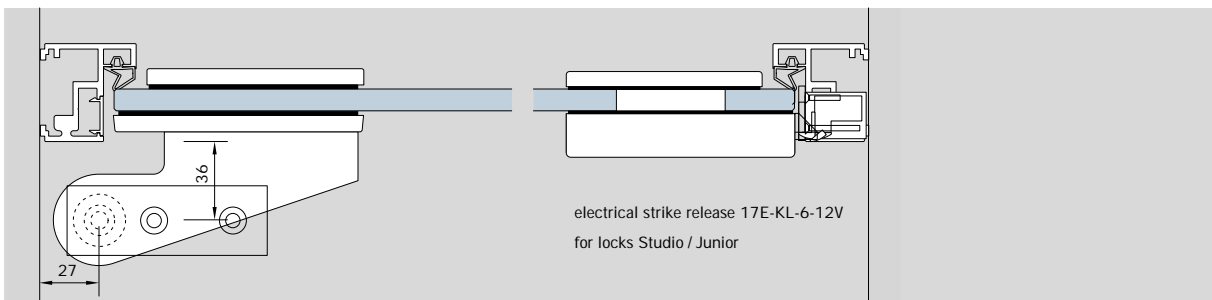 36
electrical strike release 17E-KL-6-12V
for locks Studio / Junior
27